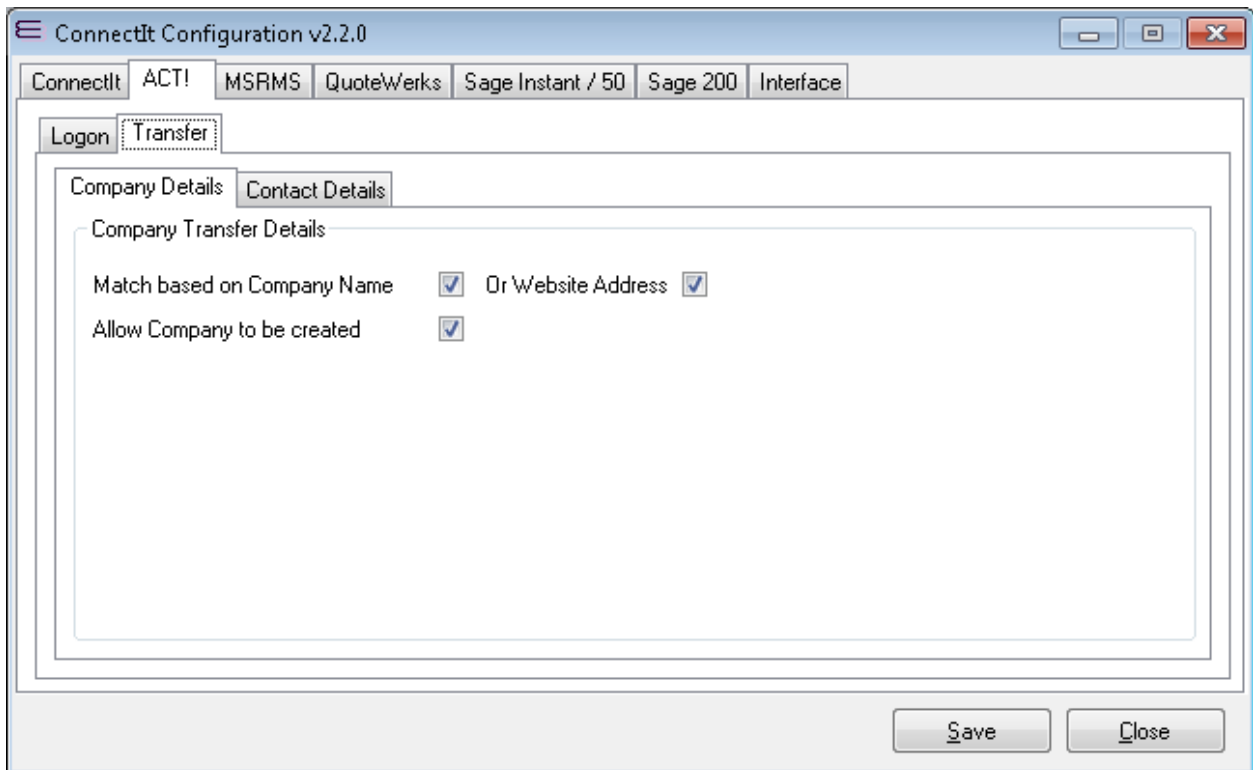 ConnectIt Configuration v2.2.0
ConnectIt ACT! MSRMS QuoteWerks Sage Instant / 50 Sage 200 Interface
Logon Transfer
Company Details Contact Details
Company Transfer Details
Match based on Company Name Or Website Address
Allow Company to be created
Save Close